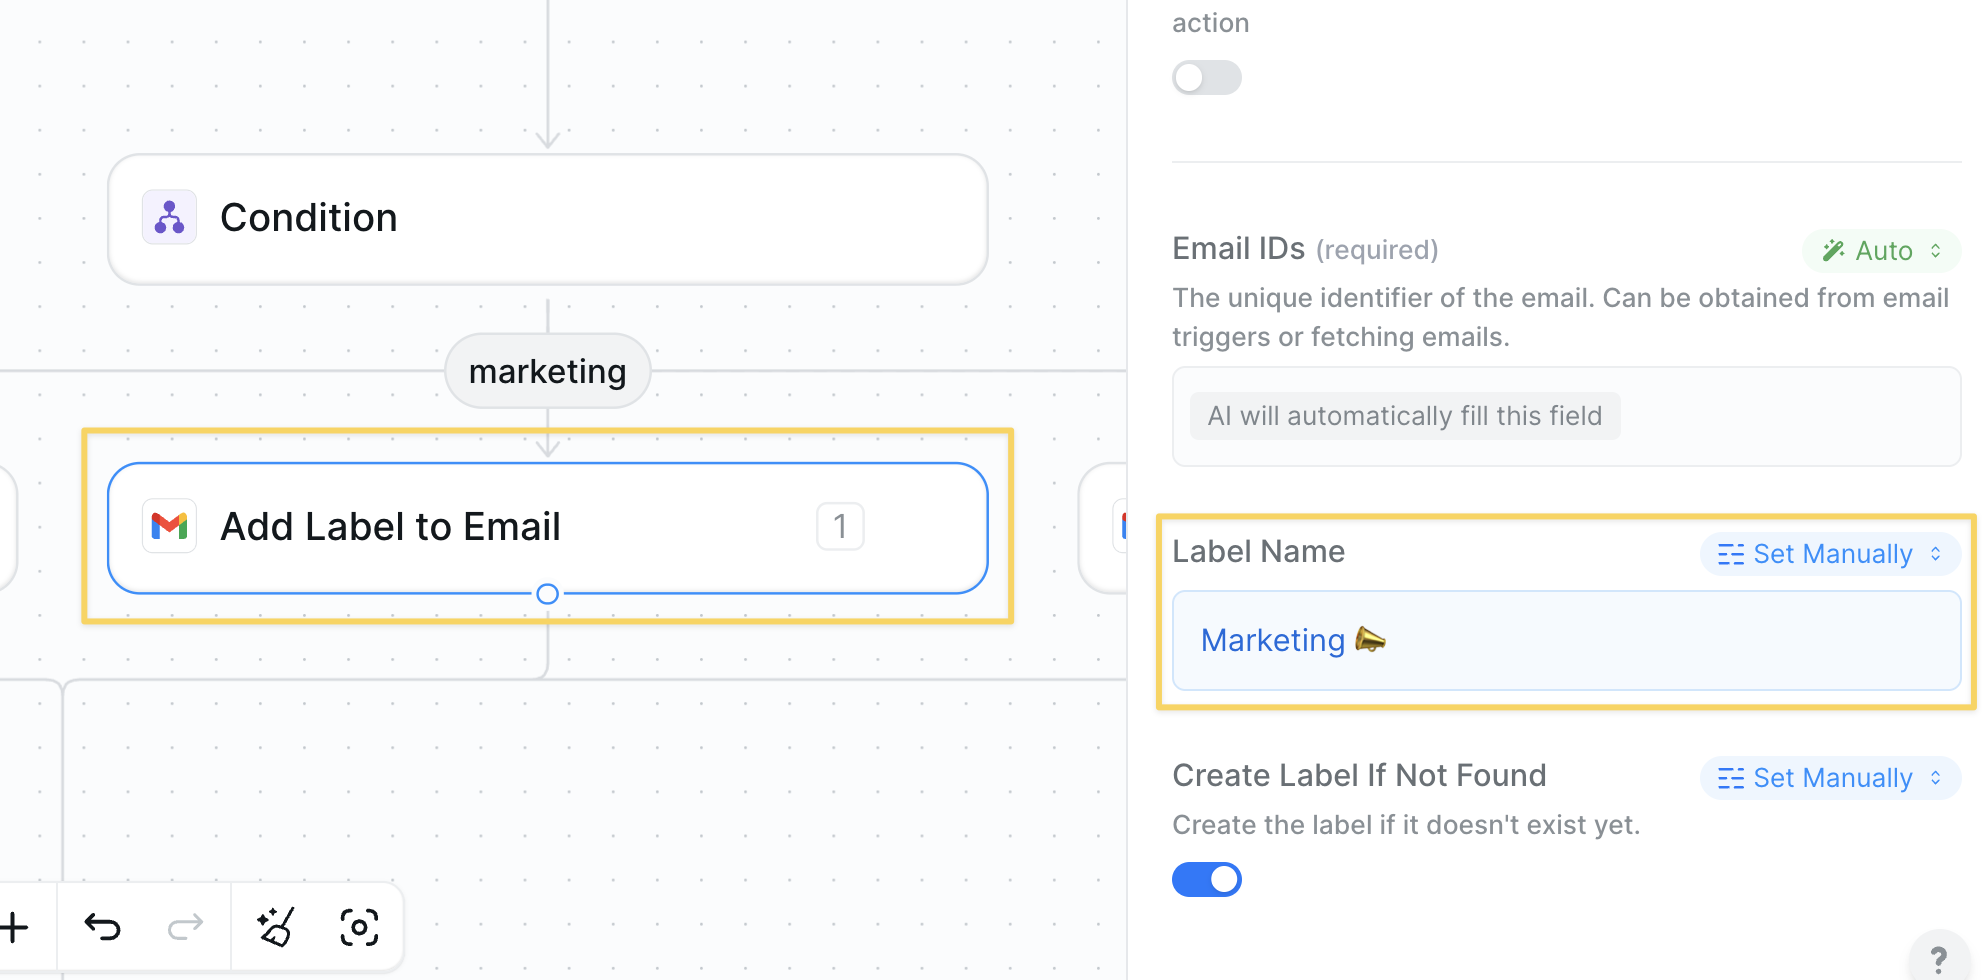 Condition
marketing
Add Label to Email
1
action
Email IDs (required)
Auto
The unique identifier of the email. Can be obtained from email
triggers or fetching emails.
AI will automatically fill this field
Label Name
Set Manually
Marketing 📣
Create Label If Not Found
Set Manually
Create the label if it doesn't exist yet.
?